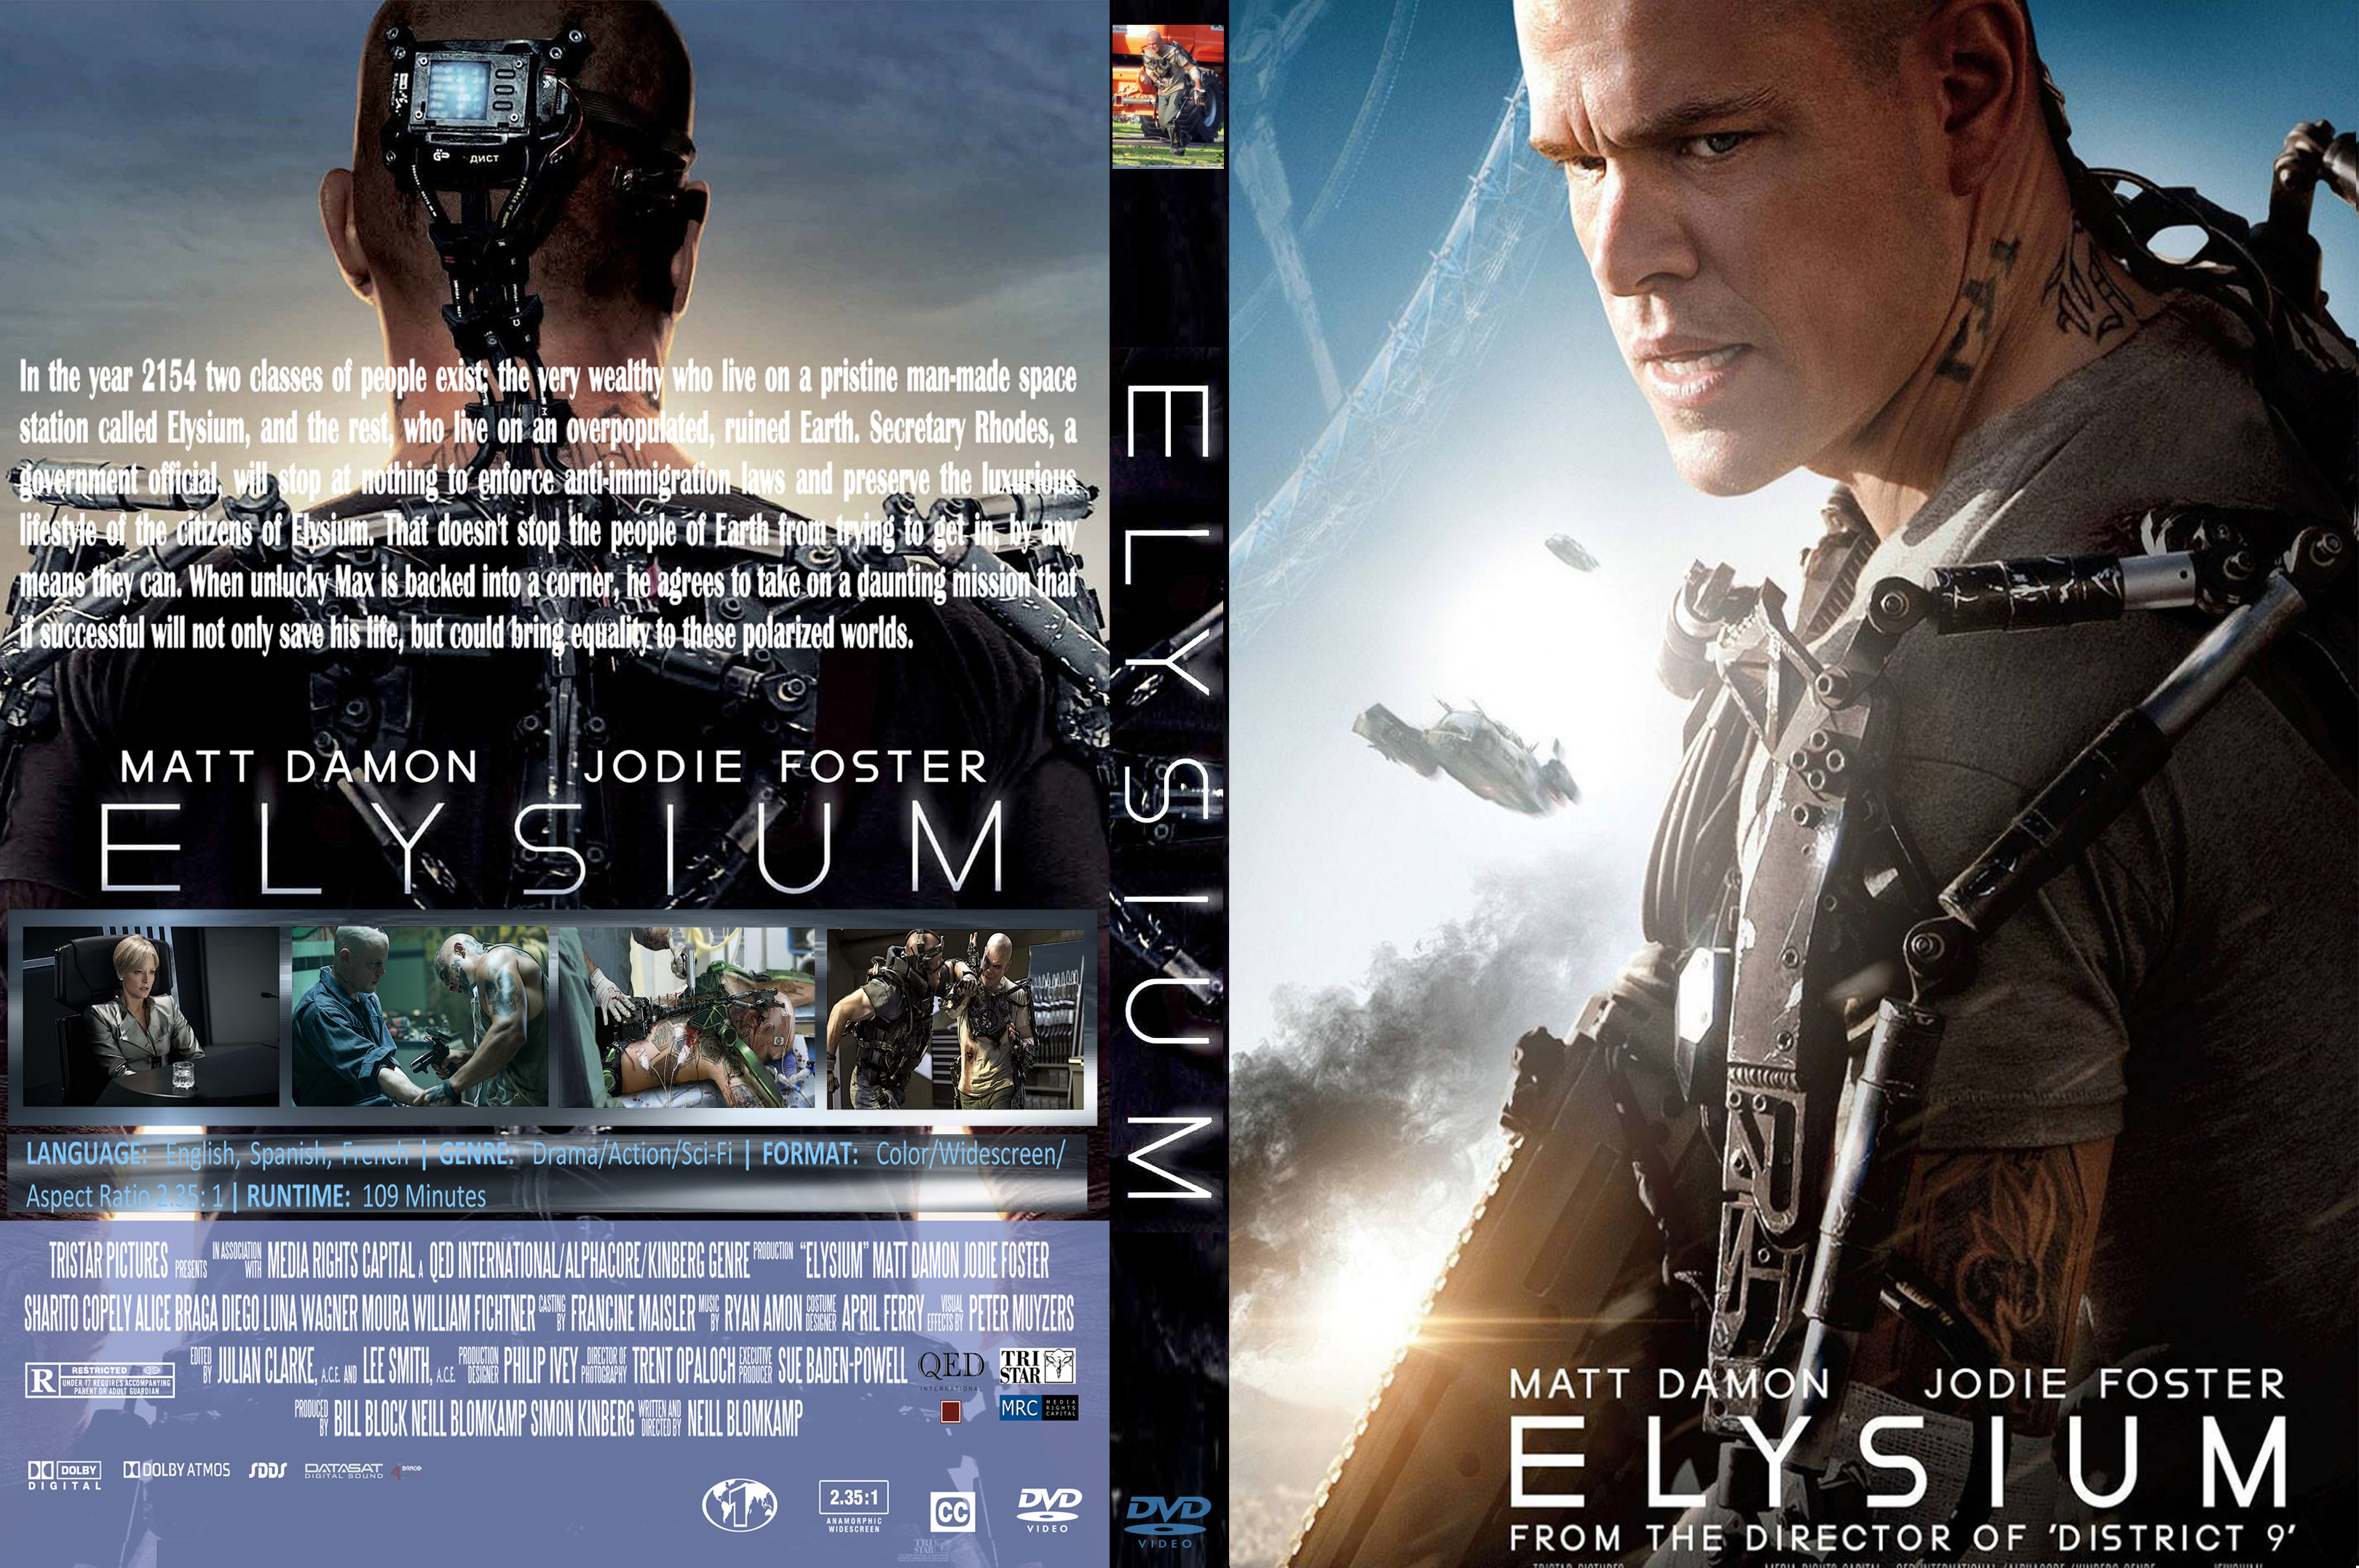 ДИСТ
In the year 2154 two classes of people exist; the very wealthy who live on a pristine man-made space
station called Elysium, and the rest, who live on an overpopulated, ruined Earth. Secretary Rhodes, a
government official, will stop at nothing to enforce anti-immigration laws and preserve the luxurious
lifestyle of the citizens of Elysium. That doesn't stop the people of Earth from trying to get in, by any
means they can. When unlucky Max is backed into a corner, he agrees to take on a daunting mission that
if successful will not only save his life, but could bring equality to these polarized worlds.
MATT DAMON JODIE FOSTER
ELYSIUM
LANGUAGE: English, Spanish, French | GENRE: Drama/Action/Sci-Fi | FORMAT: Color/Widescreen/
Aspect Ratio 2.35: 1 | RUNTIME: 109 Minutes
TRISTAR PICTURES PRESENTS IN ASSOCIATION WITH MEDIA RIGHTS CAPITAL A QED INTERNATIONAL/ALPHACORE/KINBERG GENRE PRODUCTION “ELYSIUM” MATT DAMON JODIE FOSTER
SHARITO COPELY ALICE BRAGA DIEGO LUNA WAGNER MOURA WILLIAM FICHTNER CASTING BY FRANCINE MAISLER MUSIC BY RYAN AMON COSTUME DESIGNER APRIL FERRY VISUAL EFFECTS BY PETER MUYZERS
EDITED BY JULIAN CLARKE, A.C.E. AND LEE SMITH, A.C.E. PRODUCTION DESIGNER PHILIP IVEY DIRECTOR OF PHOTOGRAPHY TRENT OPALOCH EXECUTIVE PRODUCER SUE BADEN-POWELL
PRODUCED BY BILL BLOCK NEILL BLOMKAMP SIMON KINBERG WRITTEN AND DIRECTED BY NEILL BLOMKAMP
R RESTRICTED
UNDER 17 REQUIRES ACCOMPANYING
PARENT OR ADULT GUARDIAN
QED
INTERNATIONAL
TRI
STAR
MRC MEDIA
RIGHTS
CAPITAL
DOLBY
DIGITAL
DOLBY ATMOS
SDDS
DATASAT
DIGITAL SOUND
BARCO
1
2.35:1
ANAMORPHIC
WIDESCREEN
CC
DVD
VIDEO
TRI
STAR
ELYSIUM
DVD
VIDEO
MATT DAMON JODIE FOSTER
ELYSIUM
FROM THE DIRECTOR OF 'DISTRICT 9'